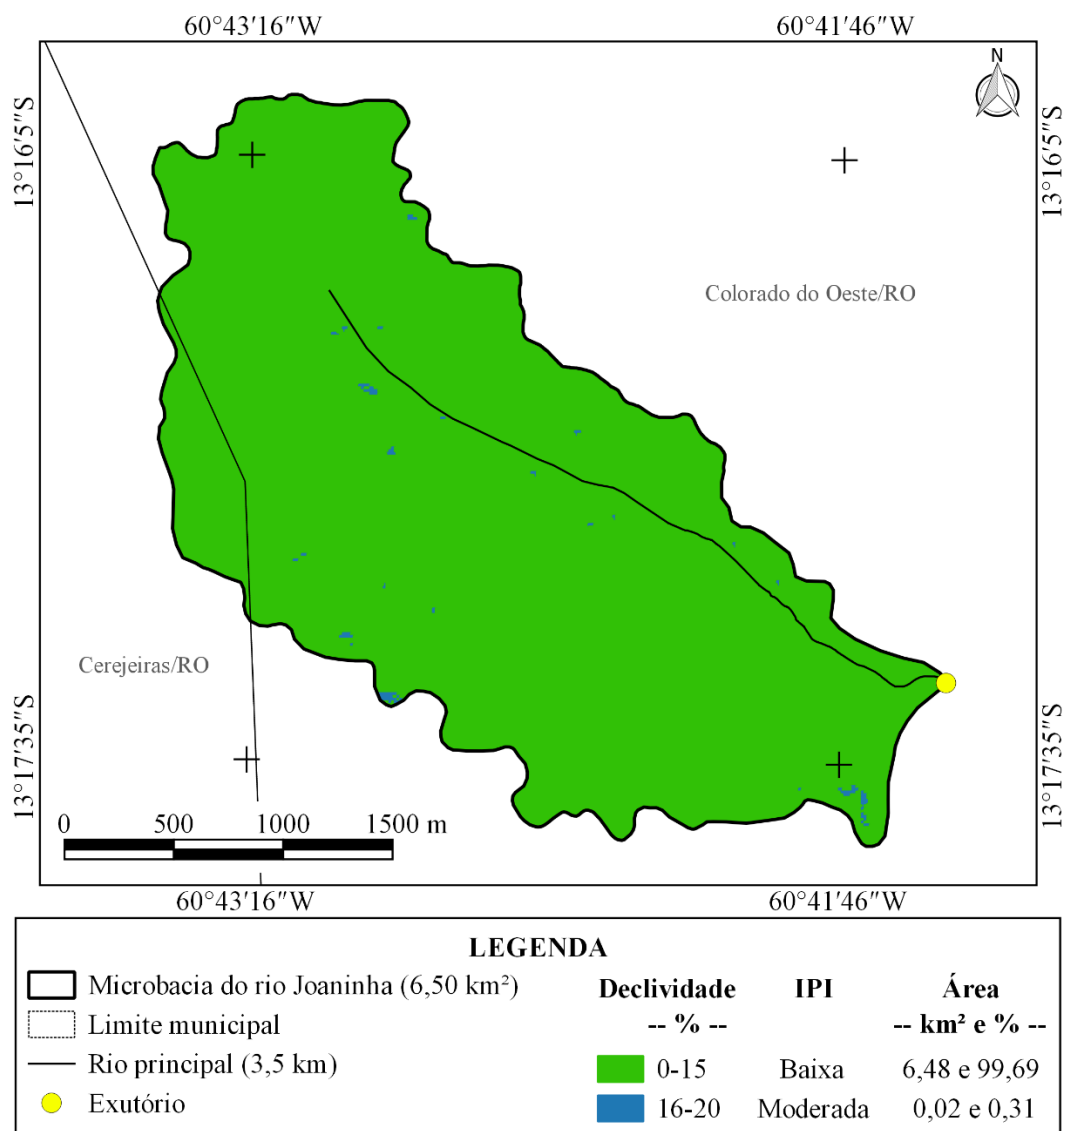 60°43'16"W 60°41'46"W
N
13°16'5"S 13°16'5"S
Colorado do Oeste/RO
Cerejeiras/RO
13°17'35"S 13°17'35"S
0 500 1000 1500 m
60°43'16"W 60°41'46"W
LEGENDA
Microbacia do rio Joaninha (6,50 km²)
Limite municipal
Rio principal (3,5 km)
Exutório
Declividade IPI Área
-- % -- -- km² e % --
0-15 Baixa 6,48 e 99,69
16-20 Moderada 0,02 e 0,31